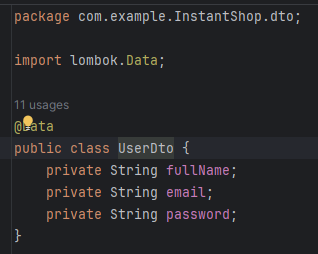 package com.example.InstantShop.dto;
import lombok.Data;
11 usages
@Data
public class UserDto {
    private String fullName;
    private String email;
    private String password;
}